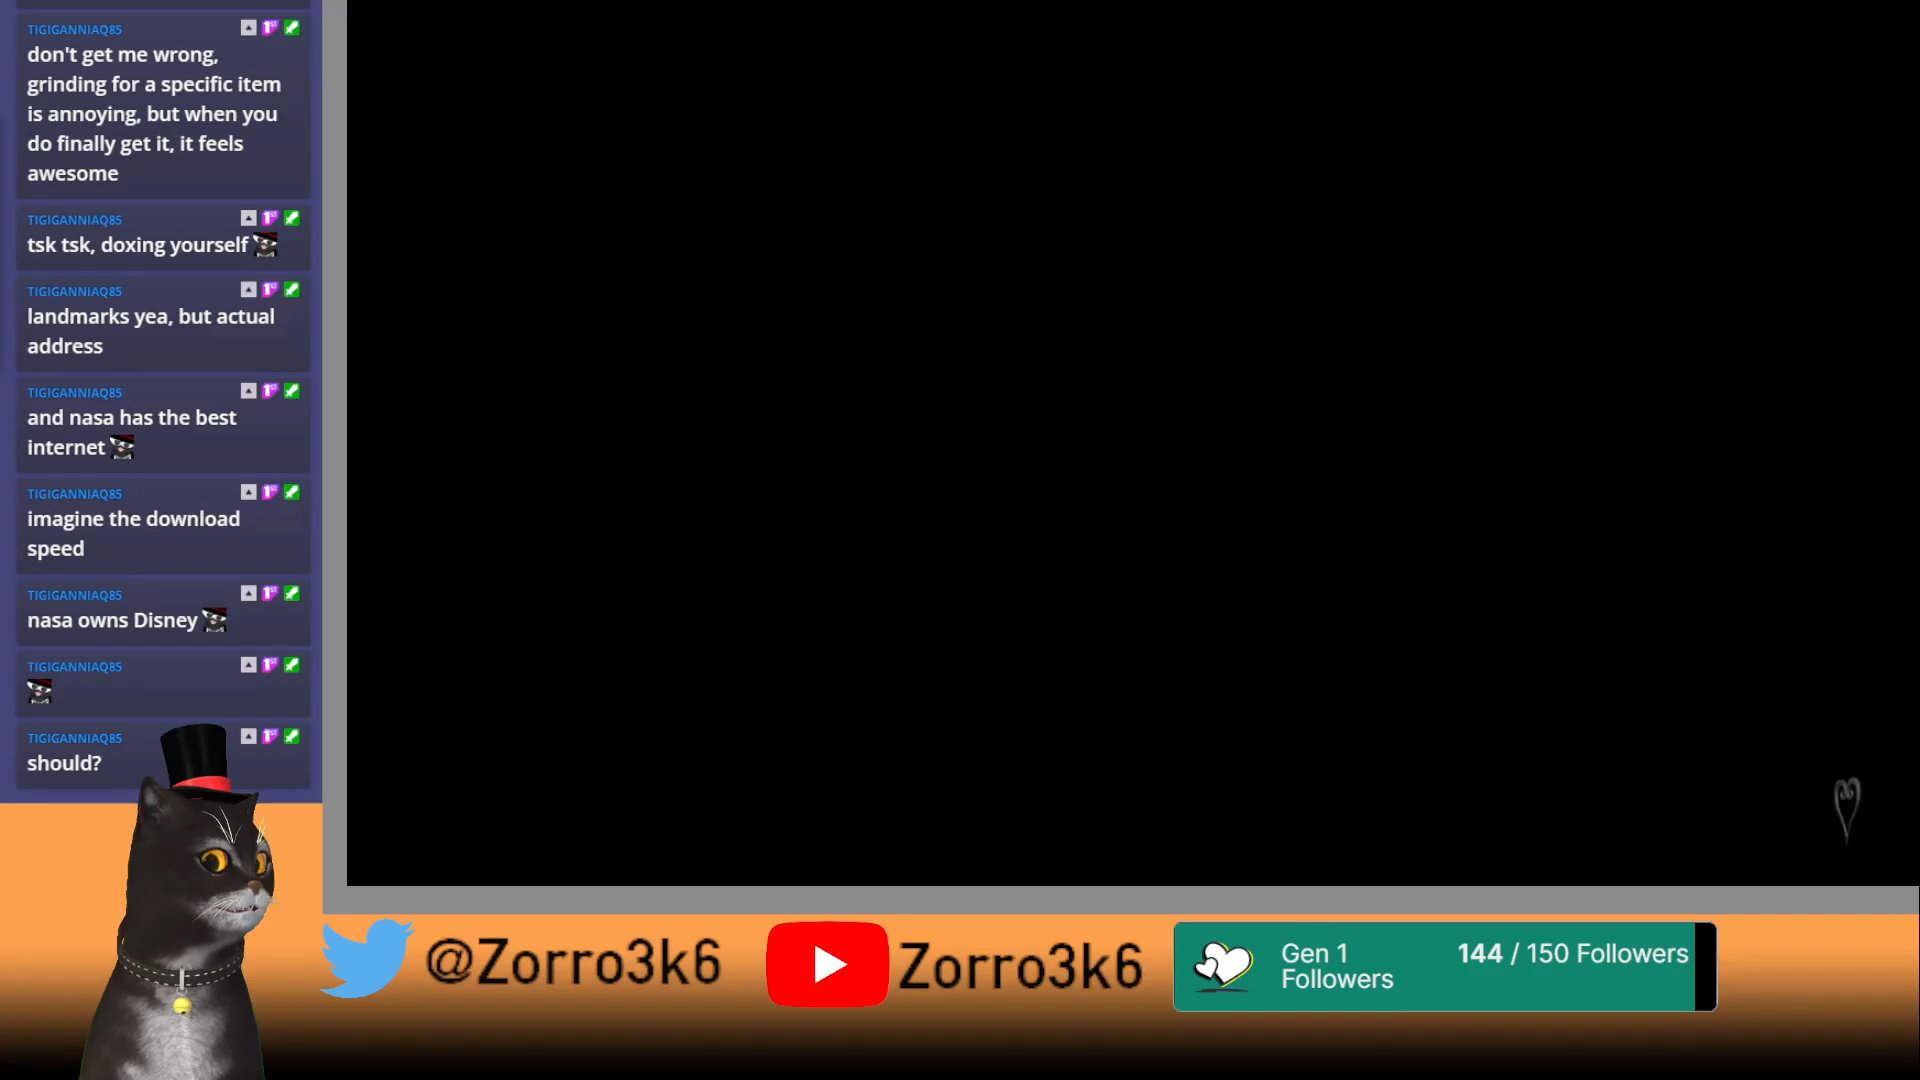 TIGIGANNIAQ85
don't get me wrong,
grinding for a specific item
is annoying, but when you
do finally get it, it feels
awesome
TIGIGANNIAQ85
tsk tsk, doxing yourself
TIGIGANNIAQ85
landmarks yea, but actual
address
TIGIGANNIAQ85
and nasa has the best
internet
TIGIGANNIAQ85
imagine the download
speed
TIGIGANNIAQ85
nasa owns Disney
TIGIGANNIAQ85
TIGIGANNIAQ85
should?
@Zorro3k6
Zorro3k6
Gen 1
Followers
144 / 150 Followers